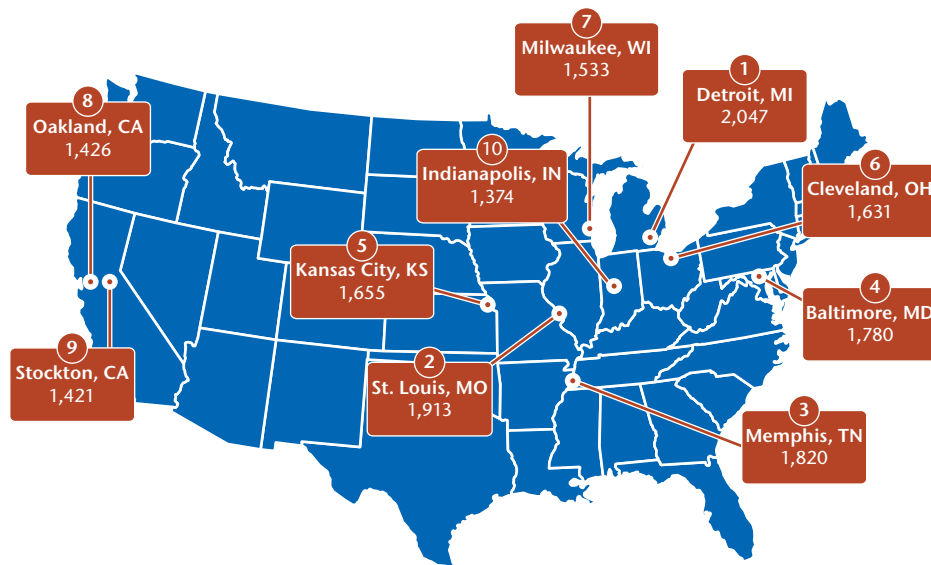 7
Milwaukee, WI
1,533
1
Detroit, MI
2,047
8
Oakland, CA
1,426
10
Indianapolis, IN
1,374
6
Cleveland, OH
1,631
5
Kansas City, KS
1,655
4
Baltimore, MD
1,780
9
Stockton, CA
1,421
2
St. Louis, MO
1,913
3
Memphis, TN
1,820